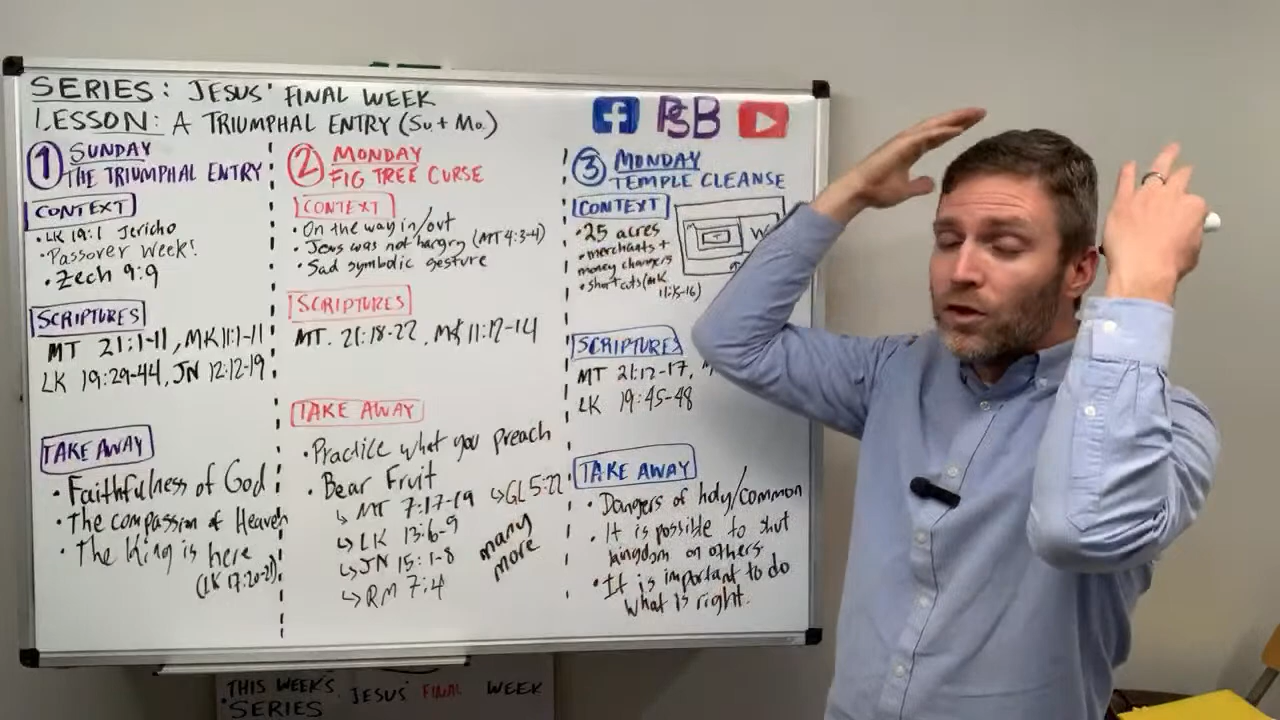 SERIES: JESUS' FINAL WEEK
LESSON: A TRIUMPHAL ENTRY (Su. + Mo.)
f PSB
1 SUNDAY
THE TRIUMPHAL ENTRY
CONTEXT
• LK 19:1 Jericho
• Passover Week!
• Zech 9:9
SCRIPTURES
MT 21:1-11, MK 11:1-11
LK 19:29-44, JN 12:12-19
TAKE AWAY
• Faithfulness of God
• The compassion of Heaven
• The King is here
(LK 17:20-21)
2 MONDAY
FIG TREE CURSE
CONTEXT
• On the way in/out
• Jesus was not hangry (MT 4:3-4)
• Sad symbolic gesture
SCRIPTURES
MT. 21:18-22, MK 11:12-14
TAKE AWAY
• Practice what you preach
• Bear Fruit
↳ MT 7:17-19 ↳ GL 5:22
↳ LK 13:6-9
↳ JN 15:1-8
↳ RM 7:4
many
more
3 MONDAY
TEMPLE CLEANSE
CONTEXT
• 25 acres
• merchants +
money changers
• shortcuts (MK
11:15-16)
W
SCRIPTURES
MT 21:12-17,
LK 19:45-48
TAKE AWAY
• Dangers of holy/common
• It is possible to shut
kingdom on others.
• It is important to do
what is right.
THIS WEEKS JESUS' FINAL WEEK
SERIES